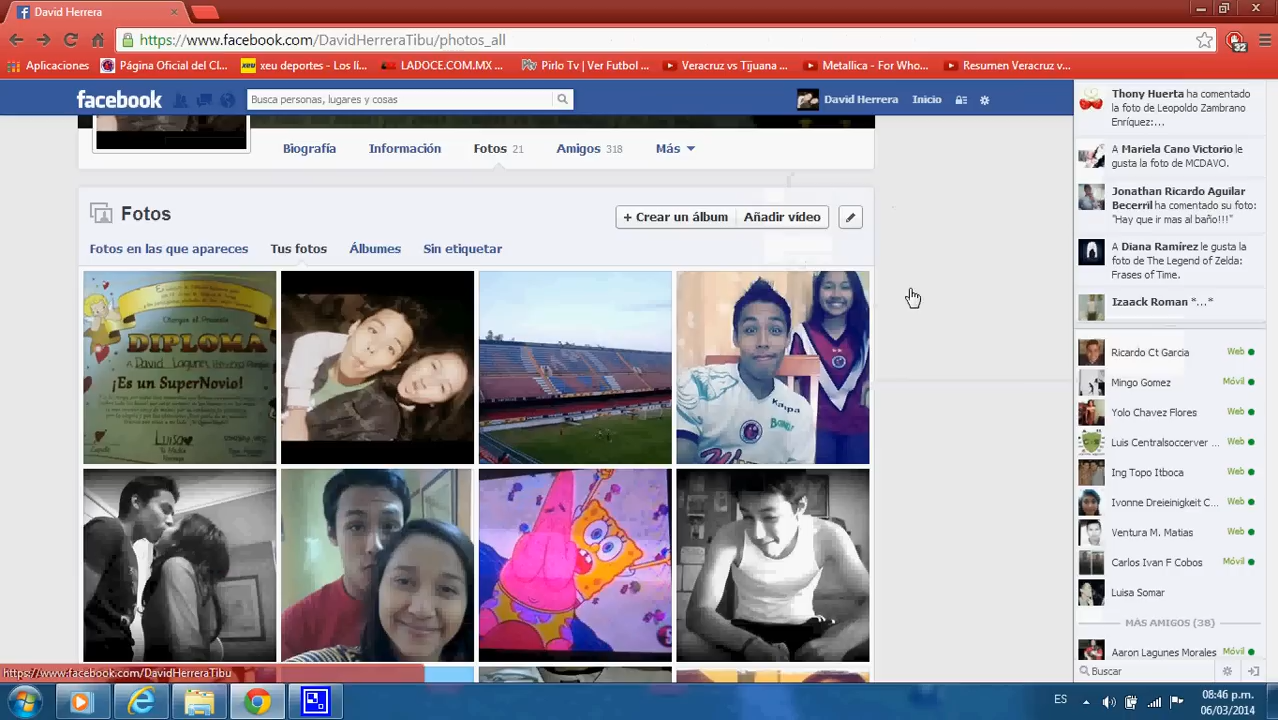 David Herrera
https://www.facebook.com/DavidHerreraTibu/photos_all
Aplicaciones
Página Oficial del Cl...
xeu deportes - Los lí...
LADOCE.COM.MX ...
Pirlo Tv | Ver Futbol ...
Veracruz vs Tijuana ...
Metallica - For Who...
Resumen Veracruz v...
32
facebook
Busca personas, lugares y cosas
David Herrera
Inicio
Biografía
Información
Fotos 21
Amigos 318
Más
Fotos
+ Crear un álbum
Añadir vídeo
Fotos en las que apareces
Tus fotos
Álbumes
Sin etiquetar
DIPLOMA
¡Es un SuperNovio!
Kaipa
Thony Huerta ha comentado
la foto de Leopoldo Zambrano
Enríquez:...
A Mariela Cano Victorio le
gusta la foto de MCDAVO.
Jonathan Ricardo Aguilar
Becerril ha comentado su foto:
"Hay que ir mas al baño!!!"
A Diana Ramírez le gusta la
foto de The Legend of Zelda:
Frases of Time.
Izaack Roman *...*
Ricardo Ct Garcia Web
Mingo Gomez Móvil
Yolo Chavez Flores Web
Luis Centralsoccerver ... Web
Ing Topo Itboca Web
Ivonne Dreieinigkeit C... Web
Ventura M. Matias Web
Carlos Ivan F Cobos Móvil
Luisa Somar
MÁS AMIGOS (38)
Aaron Lagunes Morales Móvil
Buscar
https://www.facebook.com/DavidHerreraTibu
ES
08:46 p.m.
06/03/2014